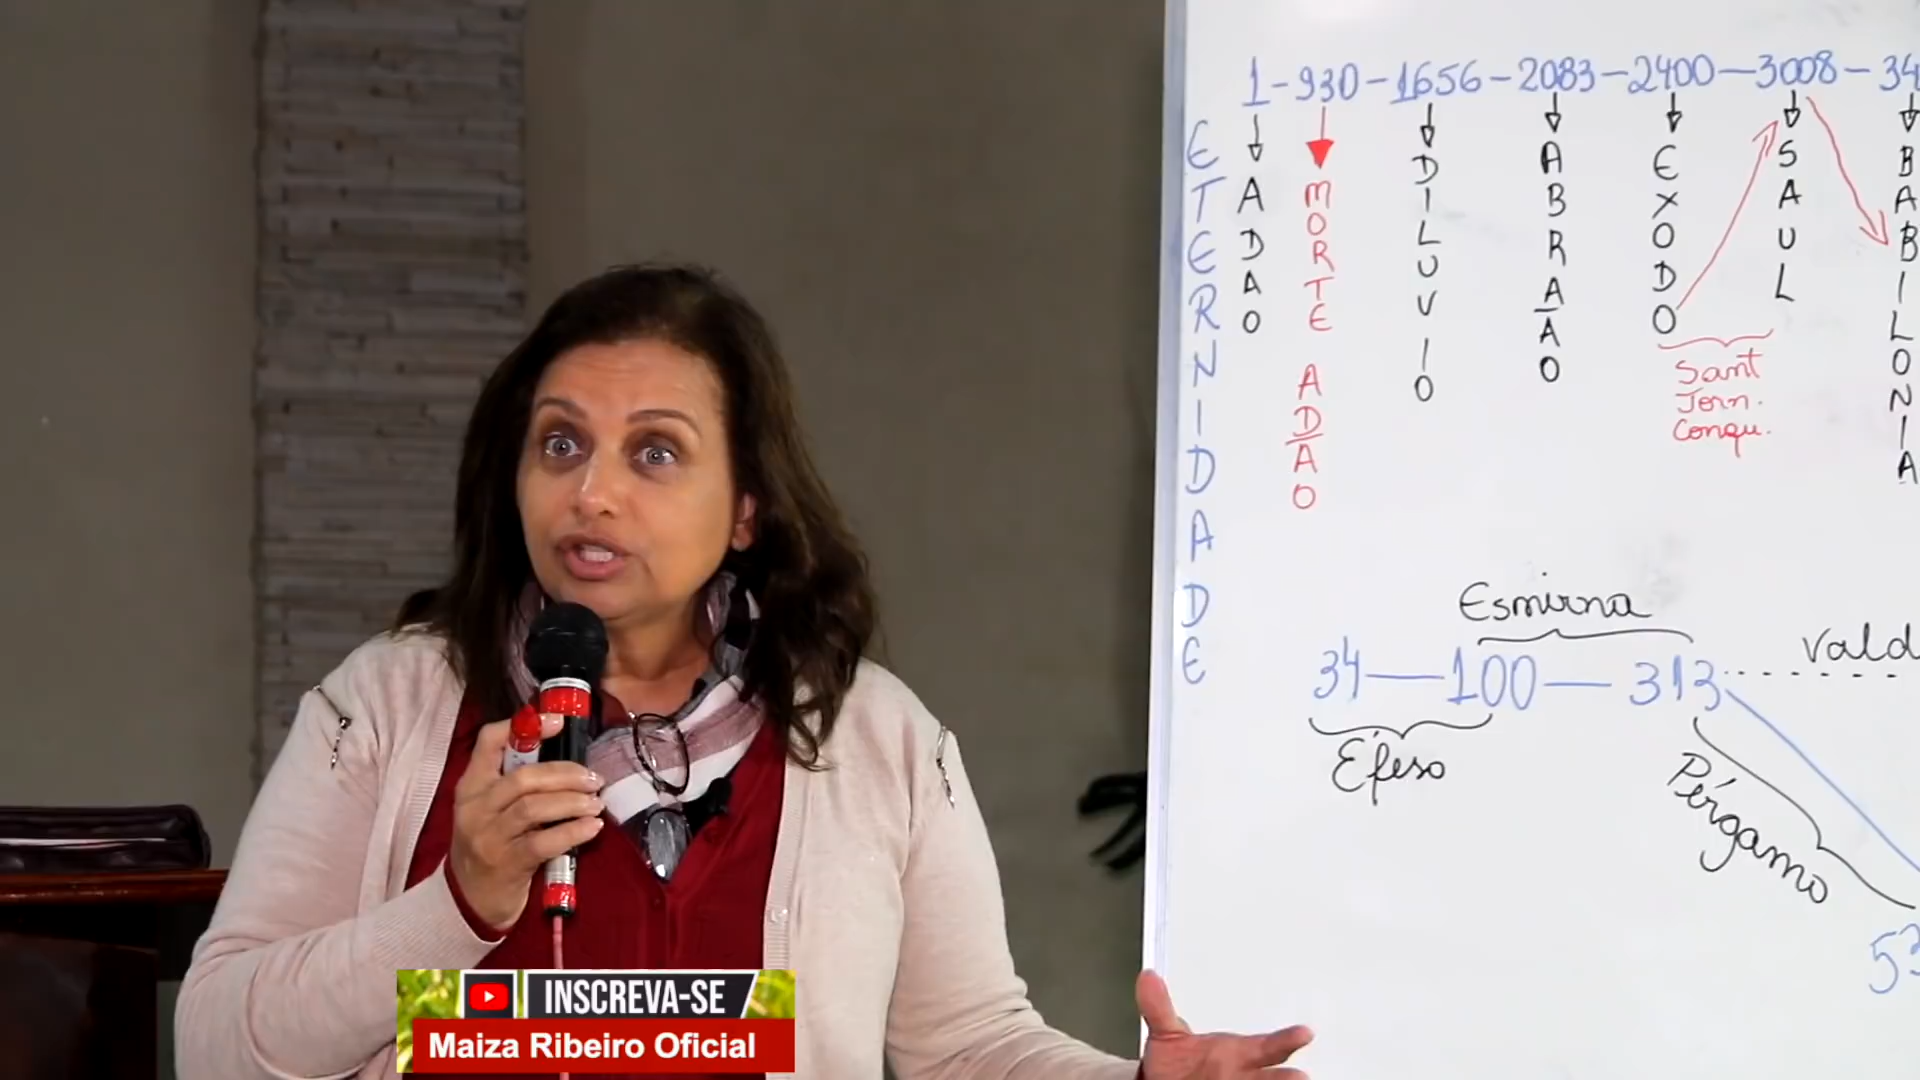 1-930-1656-2083-2400-3008-34
ETERNIDADE
ADAO
MORTE ADAO
DILUVIO
ABRAAO
EXODO
SAUL
BABILONIA
Sant
Jorn.
Conqu.
Esmirna
Vald
34-100-313
Éfeso
Pérgamo
53
INSCREVA-SE
Maiza Ribeiro Oficial